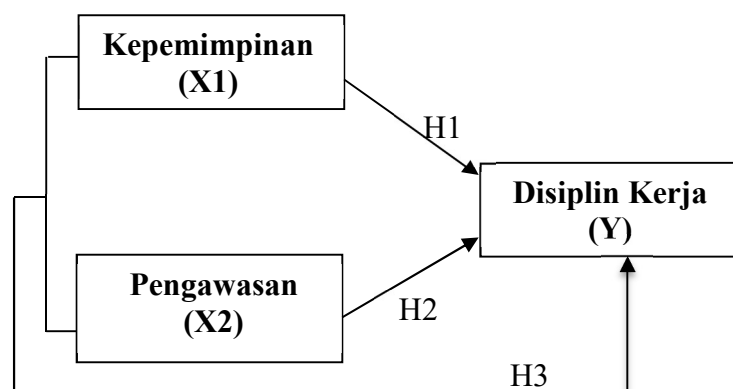 Kepemimpinan
(X1)
H1
Disiplin Kerja
(Y)
Pengawasan
(X2)
H2
H3